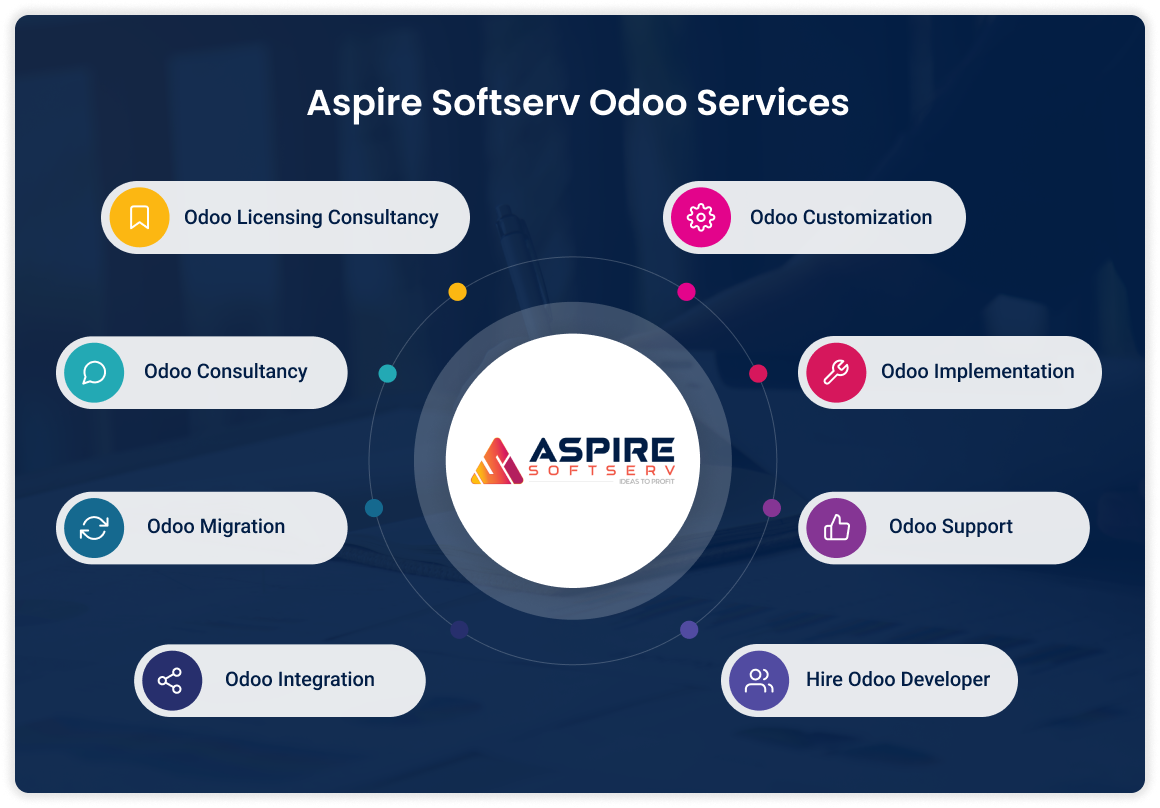 Aspire Softserv Odoo Services
Odoo Licensing Consultancy
Odoo Customization
Odoo Consultancy
Odoo Implementation
ASPIRE
SOFTSERV
IDEAS TO PROFIT
Odoo Migration
Odoo Support
Odoo Integration
Hire Odoo Developer